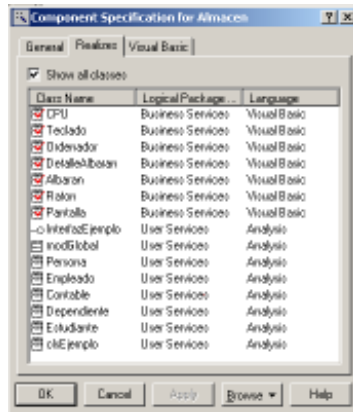 Component Specification for Almacen
General Realizes Visual Basic
Show all classes
Class Name Logical Package... Language
CPU Business Services Visual Basic
Teclado Business Services Visual Basic
Ordenador Business Services Visual Basic
DetalleAlbaran Business Services Visual Basic
Albaran Business Services Visual Basic
Raton Business Services Visual Basic
Pantalla Business Services Visual Basic
InterfazEjemplo User Services Analysis
modGlobal User Services Analysis
Persona User Services Analysis
Empleado User Services Analysis
Contable User Services Analysis
Dependiente User Services Analysis
Estudiante User Services Analysis
clsEjemplo User Services Analysis
OK Cancel Apply Browse Help